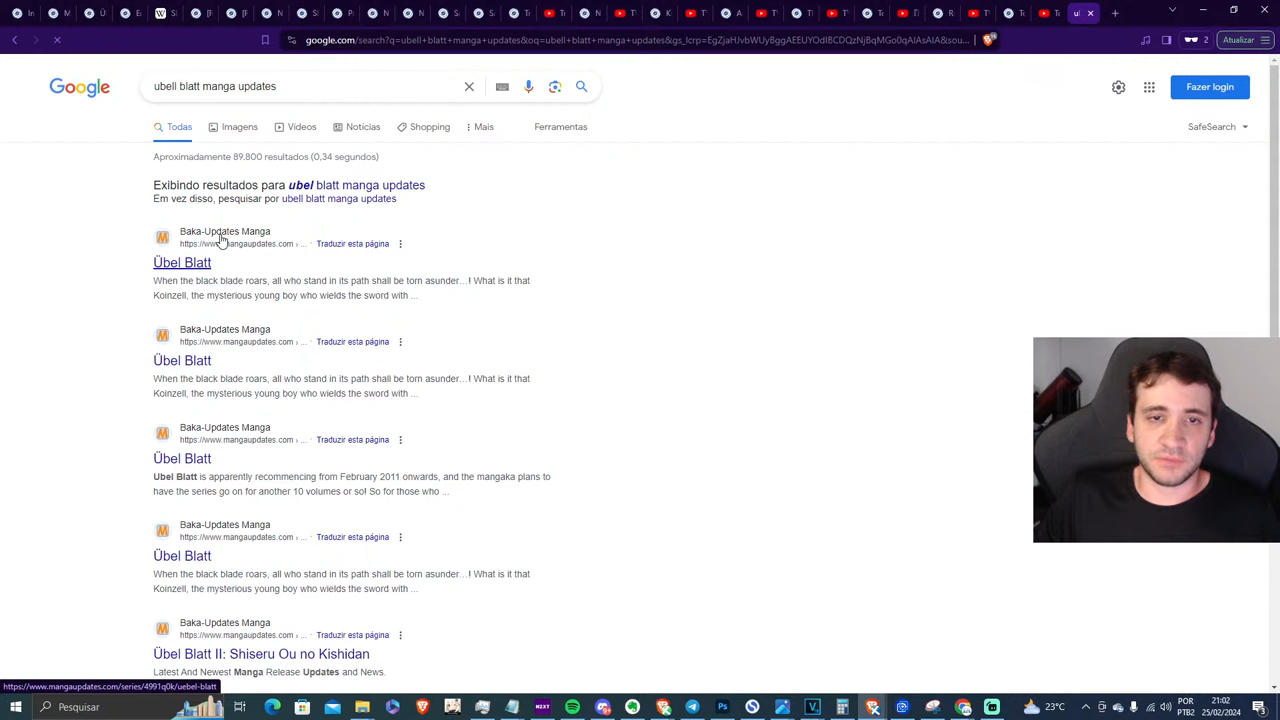 google.com/search?q=ubell+blatt+manga+updates&oq=ubell+blatt+manga+updates&gs_lcrp=EgZjaHJvbWUyBggAEEUYOdIBCDQzNjBqMGo0qAIAsAIA&sou...
2
Atualizar
Google
ubell blatt manga updates
Fazer login
Todas
Imagens
Vídeos
Notícias
Shopping
Mais
Ferramentas
SafeSearch
Aproximadamente 89.800 resultados (0,34 segundos)
Exibindo resultados para ubel blatt manga updates
Em vez disso, pesquisar por ubell blatt manga updates
Baka-Updates Manga
Traduzir esta página
Übel Blatt
When the black blade roars, all who stand in its path shall be torn asunder…! What is it that
Koinzell, the mysterious young boy who wields the sword with ...
Baka-Updates Manga
https://www.mangaupdates.com › ... · Traduzir esta página
Übel Blatt
When the black blade roars, all who stand in its path shall be torn asunder…! What is it that
Koinzell, the mysterious young boy who wields the sword with ...
Baka-Updates Manga
https://www.mangaupdates.com › ... · Traduzir esta página
Übel Blatt
Ubel Blatt is apparently recommencing from February 2011 onwards, and the mangaka plans to
have the series go on for another 10 volumes or so! So for those who ...
Baka-Updates Manga
https://www.mangaupdates.com › ... · Traduzir esta página
Übel Blatt
When the black blade roars, all who stand in its path shall be torn asunder…! What is it that
Koinzell, the mysterious young boy who wields the sword with ...
Baka-Updates Manga
https://www.mangaupdates.com › ... · Traduzir esta página
Übel Blatt II: Shiseru Ou no Kishidan
Latest And Newest Manga Release Updates and News.
https://www.mangaupdates.com/series/4991q0k/uebel-blatt
Pesquisar
23°C
POR
PTB2
21:02
25/02/2024